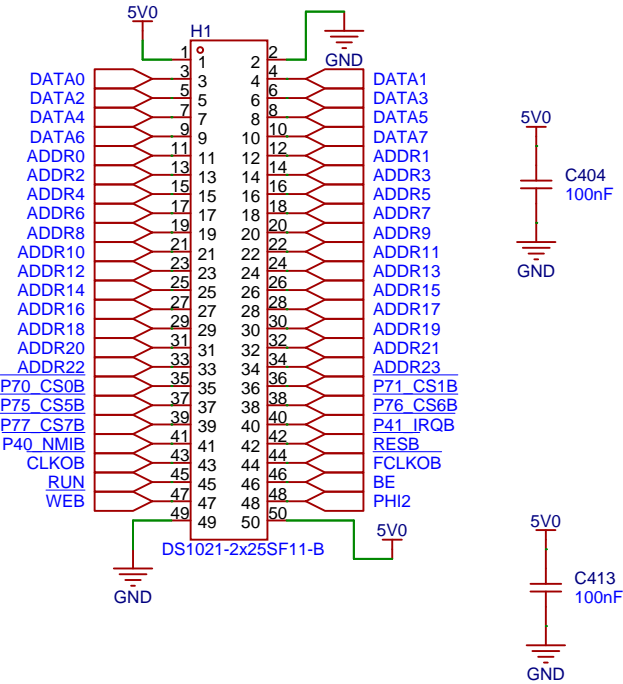 5V0
H1
GND
1 1 2 2
DATA0 3 3 4 4 DATA1
DATA2 5 5 6 6 DATA3
DATA4 7 7 8 8 DATA5
DATA6 9 9 10 10 DATA7
ADDR0 11 11 12 12 ADDR1
ADDR2 13 13 14 14 ADDR3
ADDR4 15 15 16 16 ADDR5
ADDR6 17 17 18 18 ADDR7
ADDR8 19 19 20 20 ADDR9
ADDR10 21 21 22 22 ADDR11
ADDR12 23 23 24 24 ADDR13
ADDR14 25 25 26 26 ADDR15
ADDR16 27 27 28 28 ADDR17
ADDR18 29 29 30 30 ADDR19
ADDR20 31 31 32 32 ADDR21
ADDR22 33 33 34 34 ADDR23
P70_CS0B 35 35 36 36 P71_CS1B
P75_CS5B 37 37 38 38 P76_CS6B
P77_CS7B 39 39 40 40 P41_IRQB
P40_NMIB 41 41 42 42 RESB
CLKOB 43 43 44 44 FCLKOB
RUN 45 45 46 46 BE
WEB 47 47 48 48 PHI2
49 49 50 50
5V0
DS1021-2x25SF11-B
GND
5V0
C404
100nF
GND
5V0
C413
100nF
GND